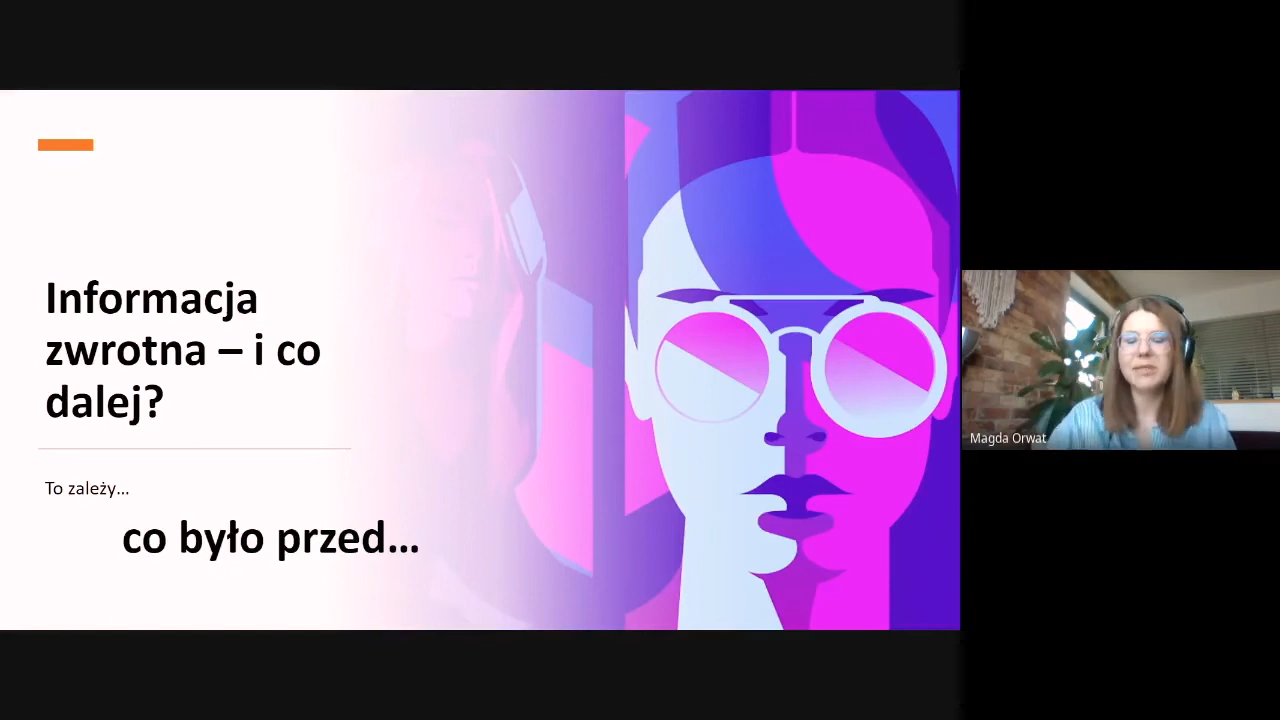 Informacja
zwrotna – i co
dalej?
To zależy...
co było przed...
Magda Orwat